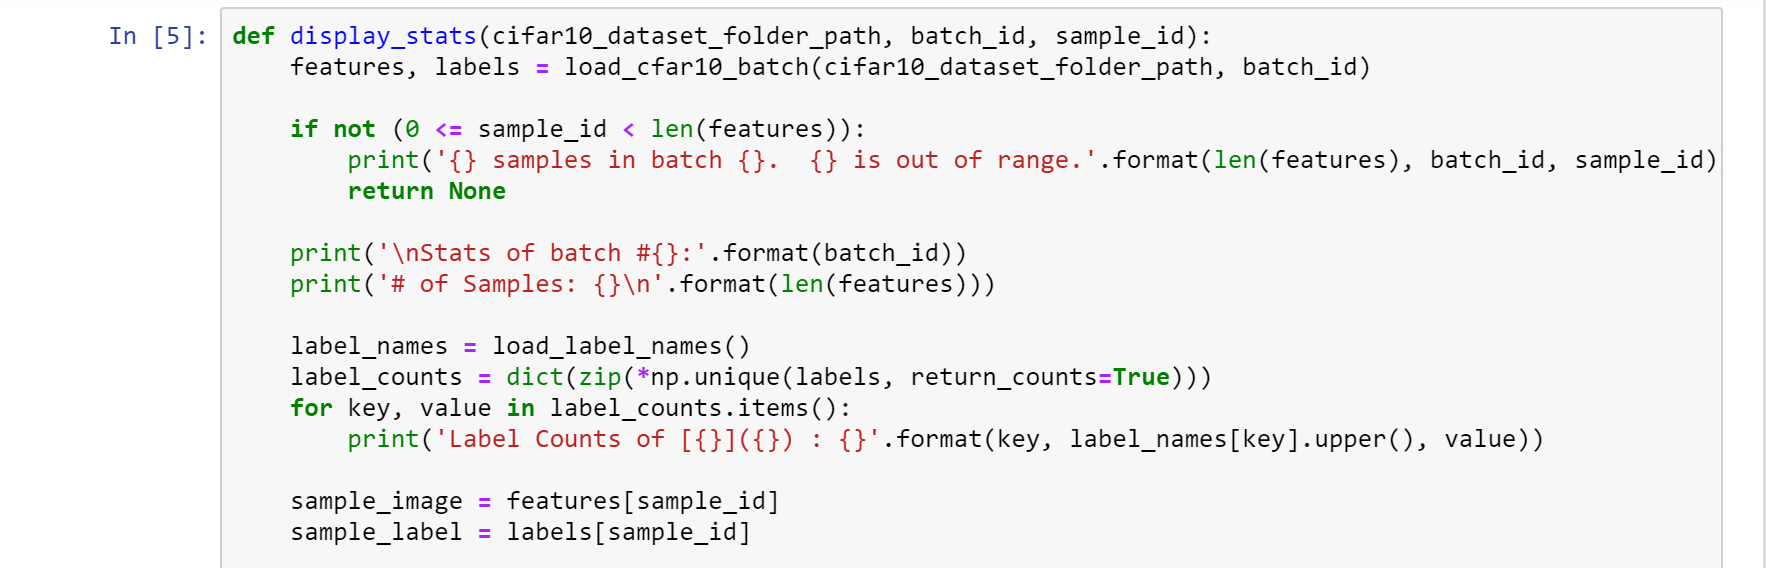 In [5]: def display_stats(cifar10_dataset_folder_path, batch_id, sample_id):
    features, labels = load_cfar10_batch(cifar10_dataset_folder_path, batch_id)
    if not (0 <= sample_id < len(features)):
        print('{} samples in batch {}.  {} is out of range.'.format(len(features), batch_id, sample_id)
        return None
    print('\nStats of batch #{}:'.format(batch_id))
    print('# of Samples: {}\n'.format(len(features)))
    label_names = load_label_names()
    label_counts = dict(zip(*np.unique(labels, return_counts=True)))
    for key, value in label_counts.items():
        print('Label Counts of [{}]({}) : {}'.format(key, label_names[key].upper(), value))
    sample_image = features[sample_id]
    sample_label = labels[sample_id]